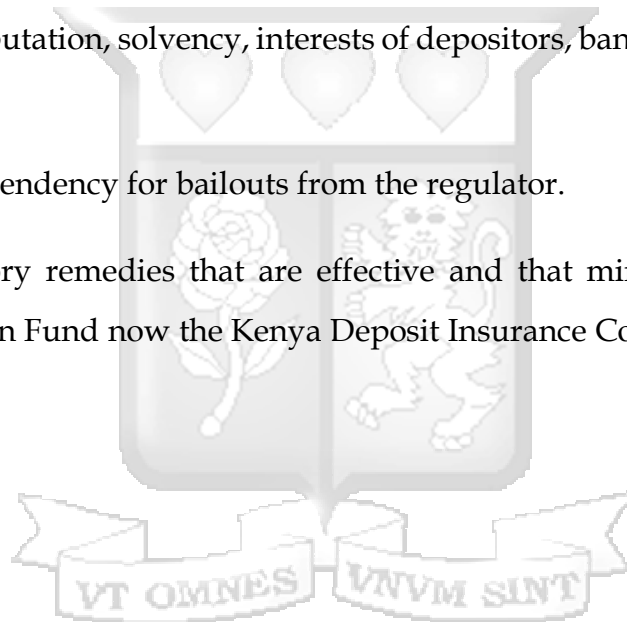 putation, solvency, interests of depositors, ban
endency for bailouts from the regulator.
ory remedies that are effective and that mi
n Fund now the Kenya Deposit Insurance Co
VT OMNES VNVM SINT